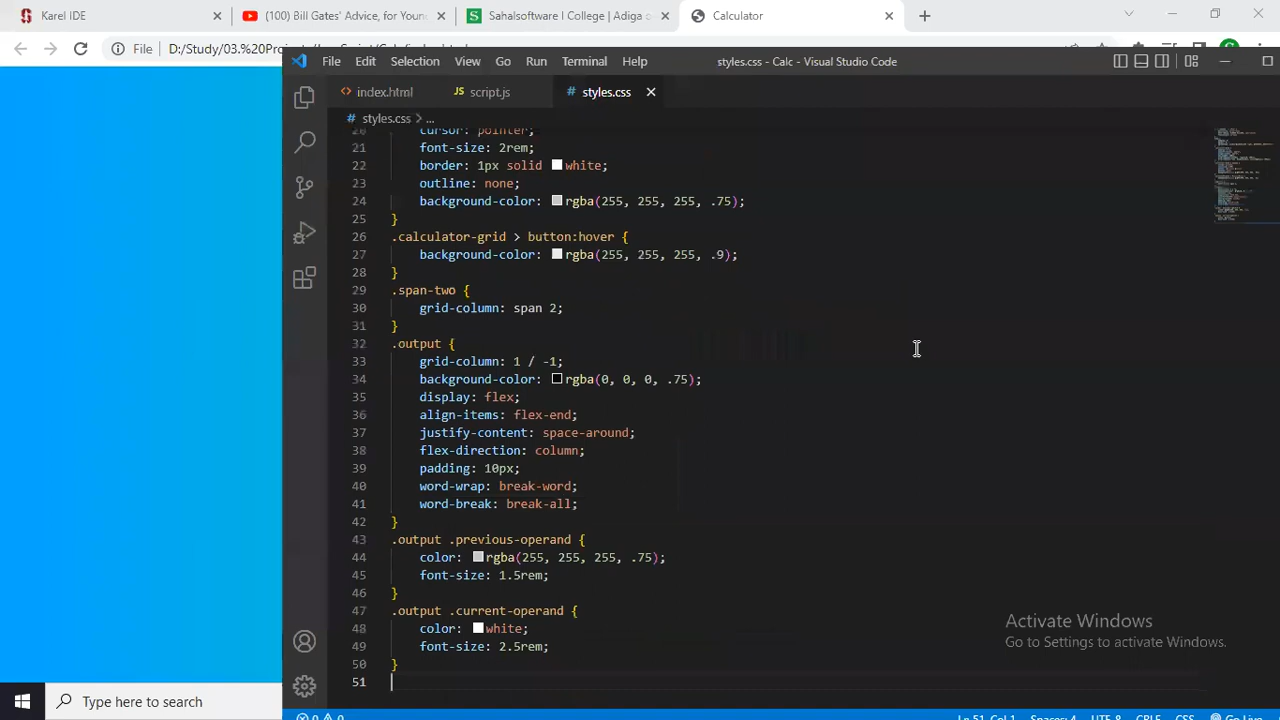 Karel IDE
(100) Bill Gates' Advice, for Youn
Sahalsoftware I College | Adiga
Calculator
File
D:/Study/03.%20Proj
File Edit Selection View Go Run Terminal Help
styles.css - Calc - Visual Studio Code
index.html
script.js
styles.css
styles.css > ...
20 cursor: pointer;
21 font-size: 2rem;
22 border: 1px solid white;
23 outline: none;
24 background-color: rgba(255, 255, 255, .75);
25 }
26 .calculator-grid > button:hover {
27 background-color: rgba(255, 255, 255, .9);
28 }
29 .span-two {
30 grid-column: span 2;
31 }
32 .output {
33 grid-column: 1 / -1;
34 background-color: rgba(0, 0, 0, .75);
35 display: flex;
36 align-items: flex-end;
37 justify-content: space-around;
38 flex-direction: column;
39 padding: 10px;
40 word-wrap: break-word;
41 word-break: break-all;
42 }
43 .output .previous-operand {
44 color: rgba(255, 255, 255, .75);
45 font-size: 1.5rem;
46 }
47 .output .current-operand {
48 color: white;
49 font-size: 2.5rem;
50 }
51
Activate Windows
Go to Settings to activate Windows.
Type here to search
0 0
Ln 51, Col 1 Spaces: 4 UTF-8 CRLF CSS Go Live